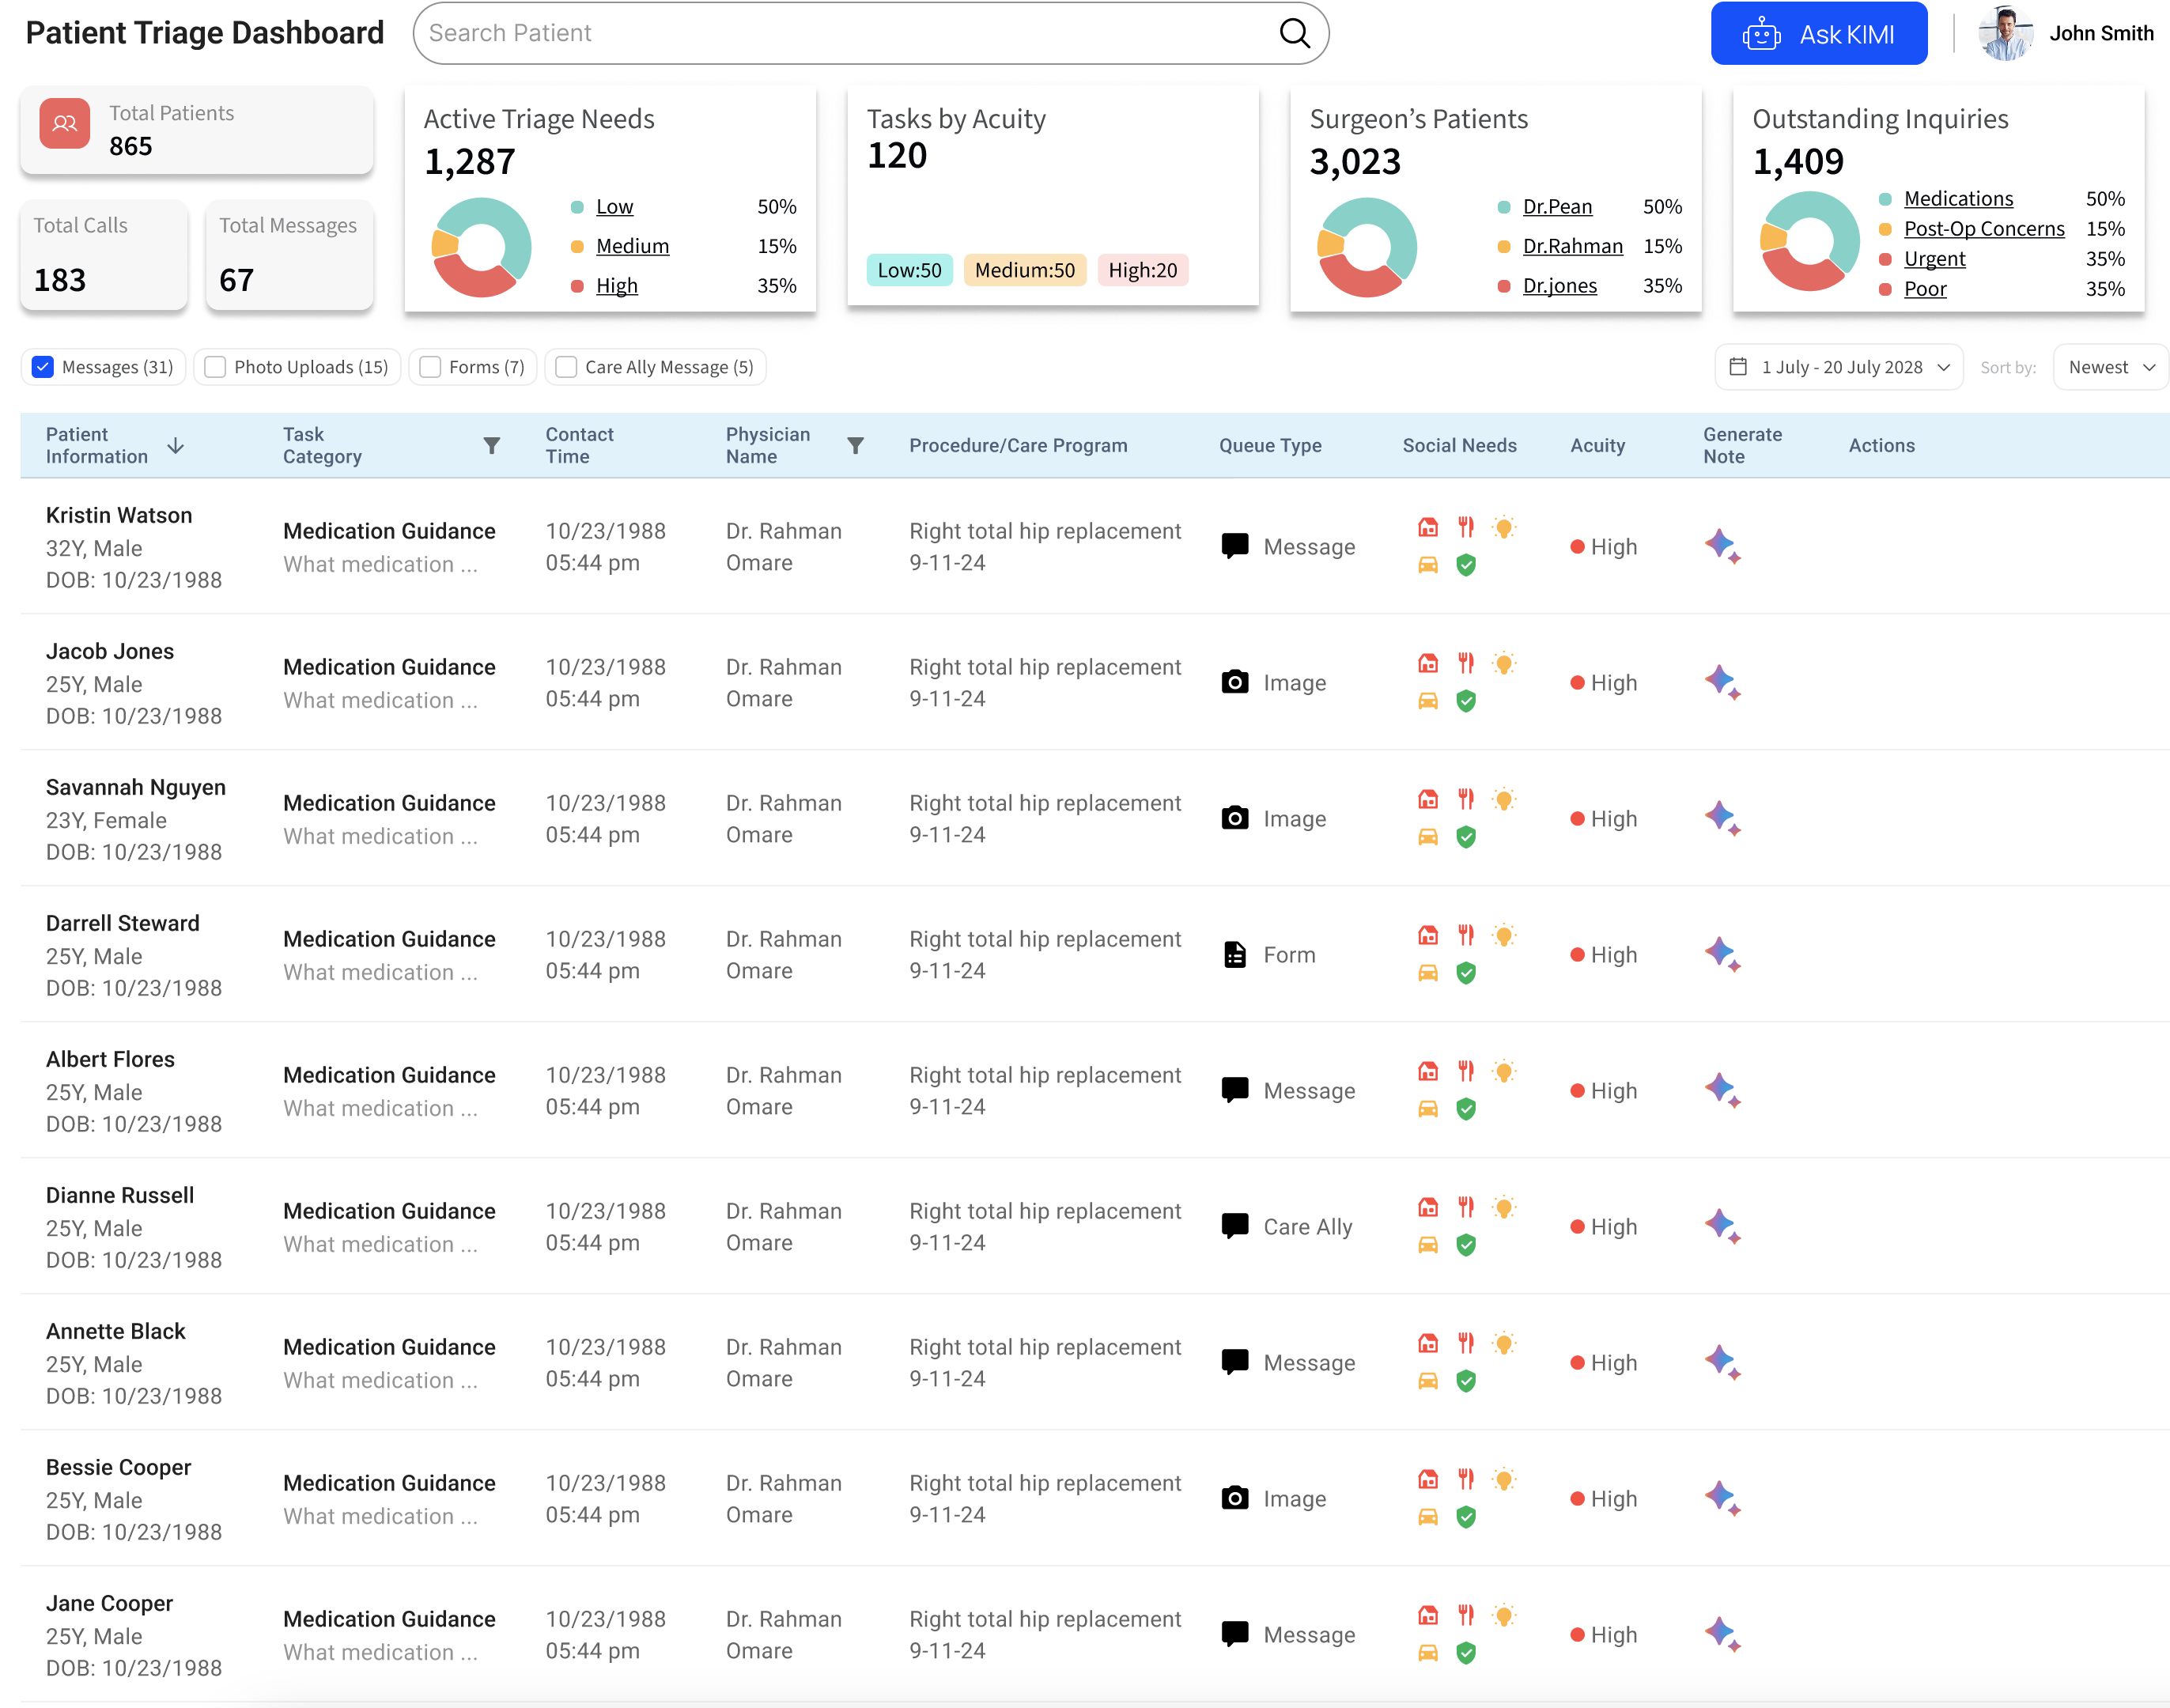 Patient Triage Dashboard
Search Patient
Ask KIMI
John Smith
Total Patients
865
Total Calls
183
Total Messages
67
Active Triage Needs
1,287
Low 50%
Medium 15%
High 35%
Tasks by Acuity
120
Low:50 Medium:50 High:20
Surgeon’s Patients
3,023
Dr.Pean 50%
Dr.Rahman 15%
Dr.jones 35%
Outstanding Inquiries
1,409
Medications 50%
Post-Op Concerns 15%
Urgent 35%
Poor 35%
Messages (31) Photo Uploads (15) Forms (7) Care Ally Message (5)
1 July - 20 July 2028 Sort by: Newest
Patient Information
Task Category
Contact Time
Physician Name
Procedure/Care Program
Queue Type
Social Needs
Acuity
Generate Note
Actions
Kristin Watson
32Y, Male
DOB: 10/23/1988
Medication Guidance
What medication ...
10/23/1988
05:44 pm
Dr. Rahman
Omare
Right total hip replacement
9-11-24
Message
High
Jacob Jones
25Y, Male
DOB: 10/23/1988
Medication Guidance
What medication ...
10/23/1988
05:44 pm
Dr. Rahman
Omare
Right total hip replacement
9-11-24
Image
High
Savannah Nguyen
23Y, Female
DOB: 10/23/1988
Medication Guidance
What medication ...
10/23/1988
05:44 pm
Dr. Rahman
Omare
Right total hip replacement
9-11-24
Image
High
Darrell Steward
25Y, Male
DOB: 10/23/1988
Medication Guidance
What medication ...
10/23/1988
05:44 pm
Dr. Rahman
Omare
Right total hip replacement
9-11-24
Form
High
Albert Flores
25Y, Male
DOB: 10/23/1988
Medication Guidance
What medication ...
10/23/1988
05:44 pm
Dr. Rahman
Omare
Right total hip replacement
9-11-24
Message
High
Dianne Russell
25Y, Male
DOB: 10/23/1988
Medication Guidance
What medication ...
10/23/1988
05:44 pm
Dr. Rahman
Omare
Right total hip replacement
9-11-24
Care Ally
High
Annette Black
25Y, Male
DOB: 10/23/1988
Medication Guidance
What medication ...
10/23/1988
05:44 pm
Dr. Rahman
Omare
Right total hip replacement
9-11-24
Message
High
Bessie Cooper
25Y, Male
DOB: 10/23/1988
Medication Guidance
What medication ...
10/23/1988
05:44 pm
Dr. Rahman
Omare
Right total hip replacement
9-11-24
Image
High
Jane Cooper
25Y, Male
DOB: 10/23/1988
Medication Guidance
What medication ...
10/23/1988
05:44 pm
Dr. Rahman
Omare
Right total hip replacement
9-11-24
Message
High